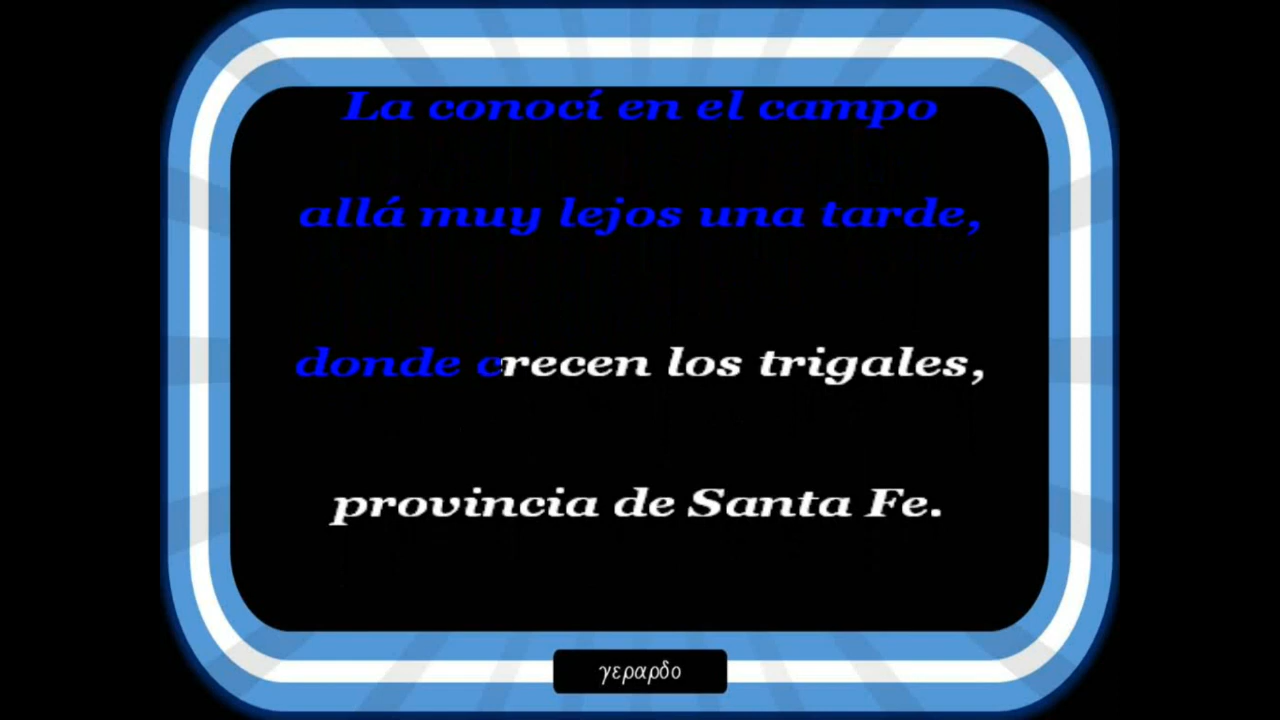 La conocí en el campo
allá muy lejos una tarde,
donde crecen los trigales,
provincia de Santa Fe.
γεραρδο